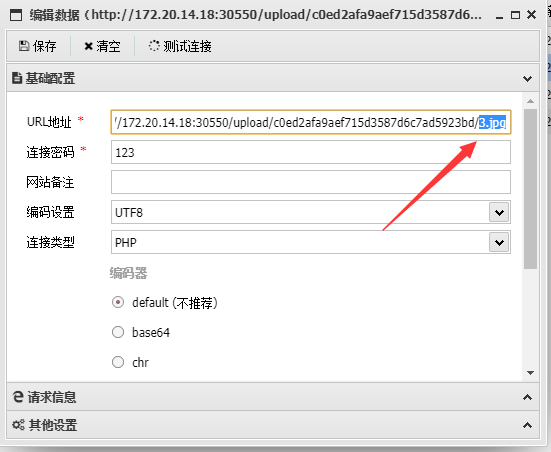 编辑数据 (http://172.20.14.18:30550/upload/c0ed2afa9aef715d3587d6...
保存 清空 测试连接
基础配置
URL地址 * //172.20.14.18:30550/upload/c0ed2afa9aef715d3587d6c7ad5923bd/3.jpg
连接密码 * 123
网站备注
编码设置 UTF8
连接类型 PHP
编码器
default (不推荐)
base64
chr
请求信息
其他设置